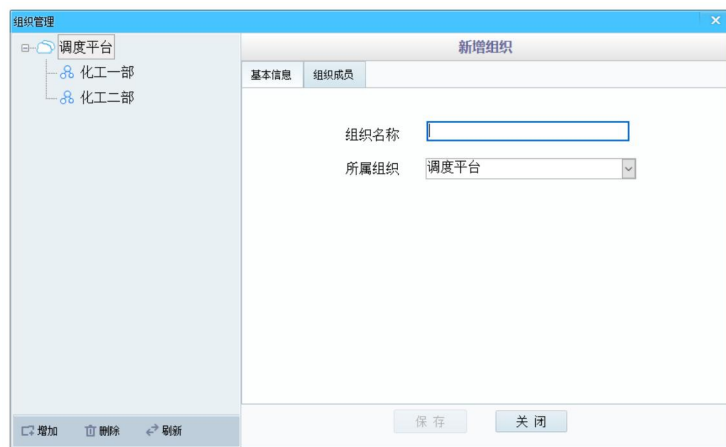 组织管理
调度平台
化工一部
化工二部
新增组织
基本信息 组织成员
组织名称
所属组织 调度平台
保存 关闭
增加 删除 刷新